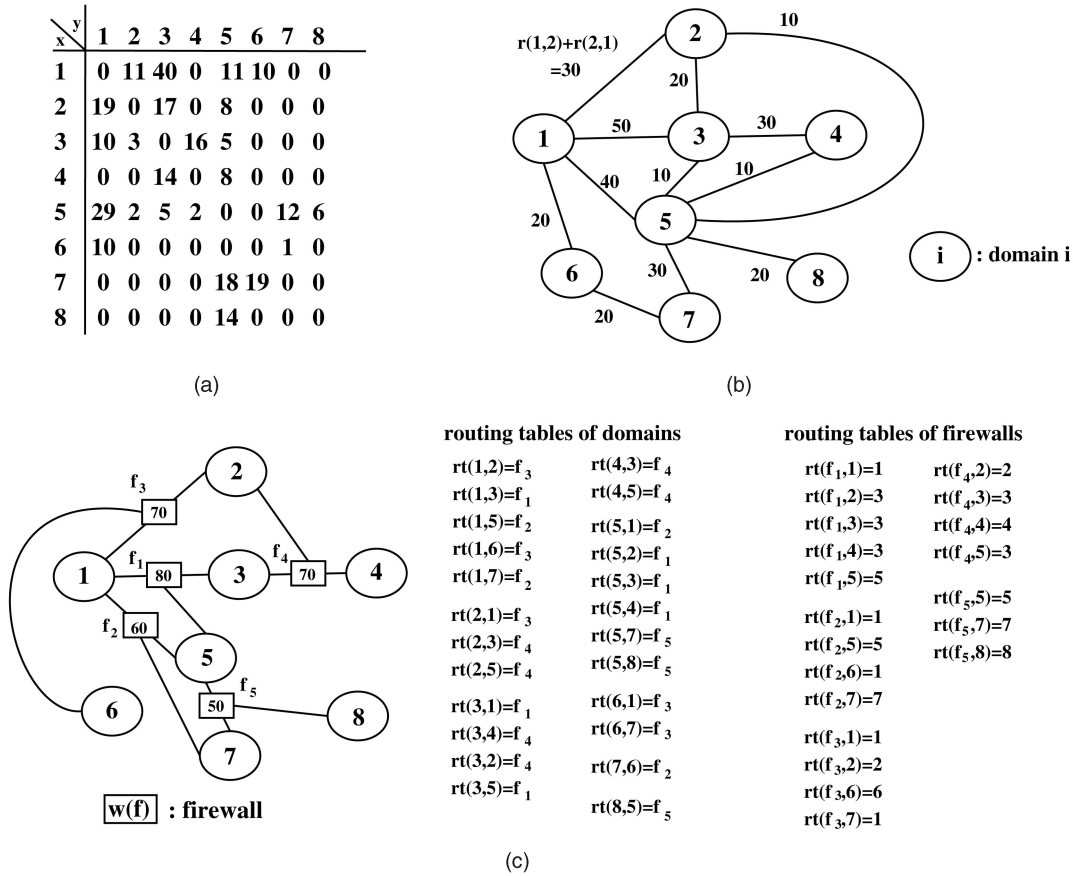 y
x
1 2 3 4 5 6 7 8
1 0 11 40 0 11 10 0 0
2 19 0 17 0 8 0 0 0
3 10 3 0 16 5 0 0 0
4 0 0 14 0 8 0 0 0
5 29 2 5 2 0 0 12 6
6 10 0 0 0 0 0 1 0
7 0 0 0 0 18 19 0 0
8 0 0 0 0 14 0 0 0
(a)
10
2
r(1,2)+r(2,1)
=30
20
1
50
3
30
4
40
10
10
5
20
30
20
6
8
20
7
i : domain i
(b)
2
f3
70
1
f1
80
3
f4
70
4
f2
60
5
f5
50
6
8
7
w(f) : firewall
routing tables of domains
rt(1,2)=f3
rt(1,3)=f1
rt(1,5)=f2
rt(1,6)=f3
rt(1,7)=f2
rt(2,1)=f3
rt(2,3)=f4
rt(2,5)=f4
rt(3,1)=f1
rt(3,4)=f4
rt(3,2)=f4
rt(3,5)=f1
rt(4,3)=f4
rt(4,5)=f4
rt(5,1)=f2
rt(5,2)=f1
rt(5,3)=f1
rt(5,4)=f1
rt(5,7)=f5
rt(5,8)=f5
rt(6,1)=f3
rt(6,7)=f3
rt(7,6)=f2
rt(8,5)=f5
routing tables of firewalls
rt(f1,1)=1
rt(f1,2)=3
rt(f1,3)=3
rt(f1,4)=3
rt(f1,5)=5
rt(f2,1)=1
rt(f2,5)=5
rt(f2,6)=1
rt(f2,7)=7
rt(f3,1)=1
rt(f3,2)=2
rt(f3,6)=6
rt(f3,7)=1
rt(f4,2)=2
rt(f4,3)=3
rt(f4,4)=4
rt(f4,5)=3
rt(f5,5)=5
rt(f5,7)=7
rt(f5,8)=8
(c)